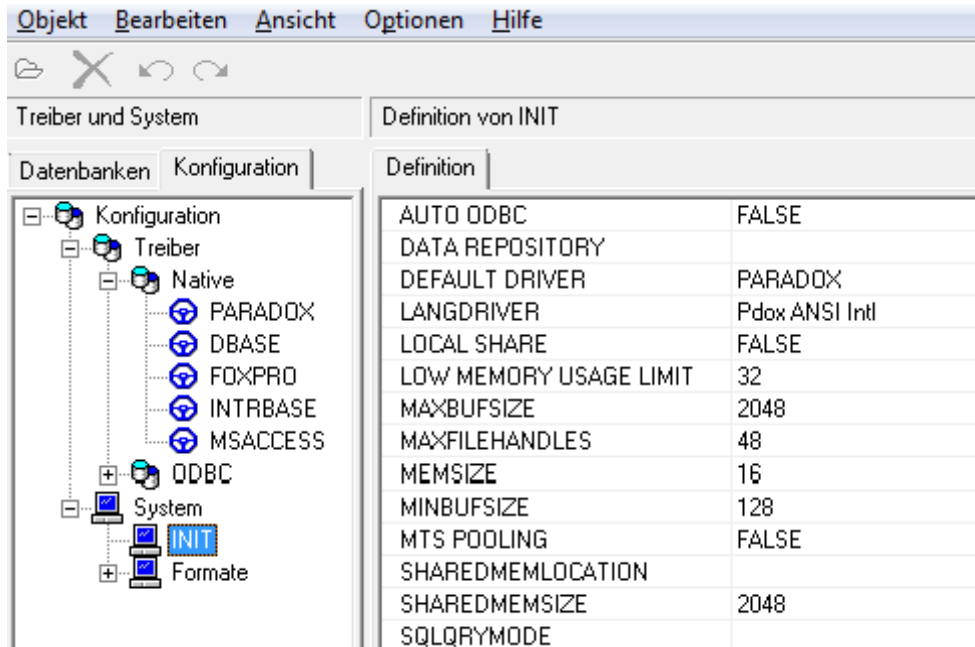 Objekt Bearbeiten Ansicht Optionen Hilfe
Treiber und System
Definition von INIT
Datenbanken Konfiguration
Definition
Konfiguration
Treiber
Native
PARADOX
DBASE
FOXPRO
INTRBASE
MSACCESS
ODBC
System
INIT
Formate
AUTO ODBC FALSE
DATA REPOSITORY
DEFAULT DRIVER PARADOX
LANGDRIVER Pdox ANSI Intl
LOCAL SHARE FALSE
LOW MEMORY USAGE LIMIT 32
MAXBUFSIZE 2048
MAXFILEHANDLES 48
MEMSIZE 16
MINBUFSIZE 128
MTS POOLING FALSE
SHAREDMEMLOCATION
SHAREDMEMSIZE 2048
SQLQRYMODE